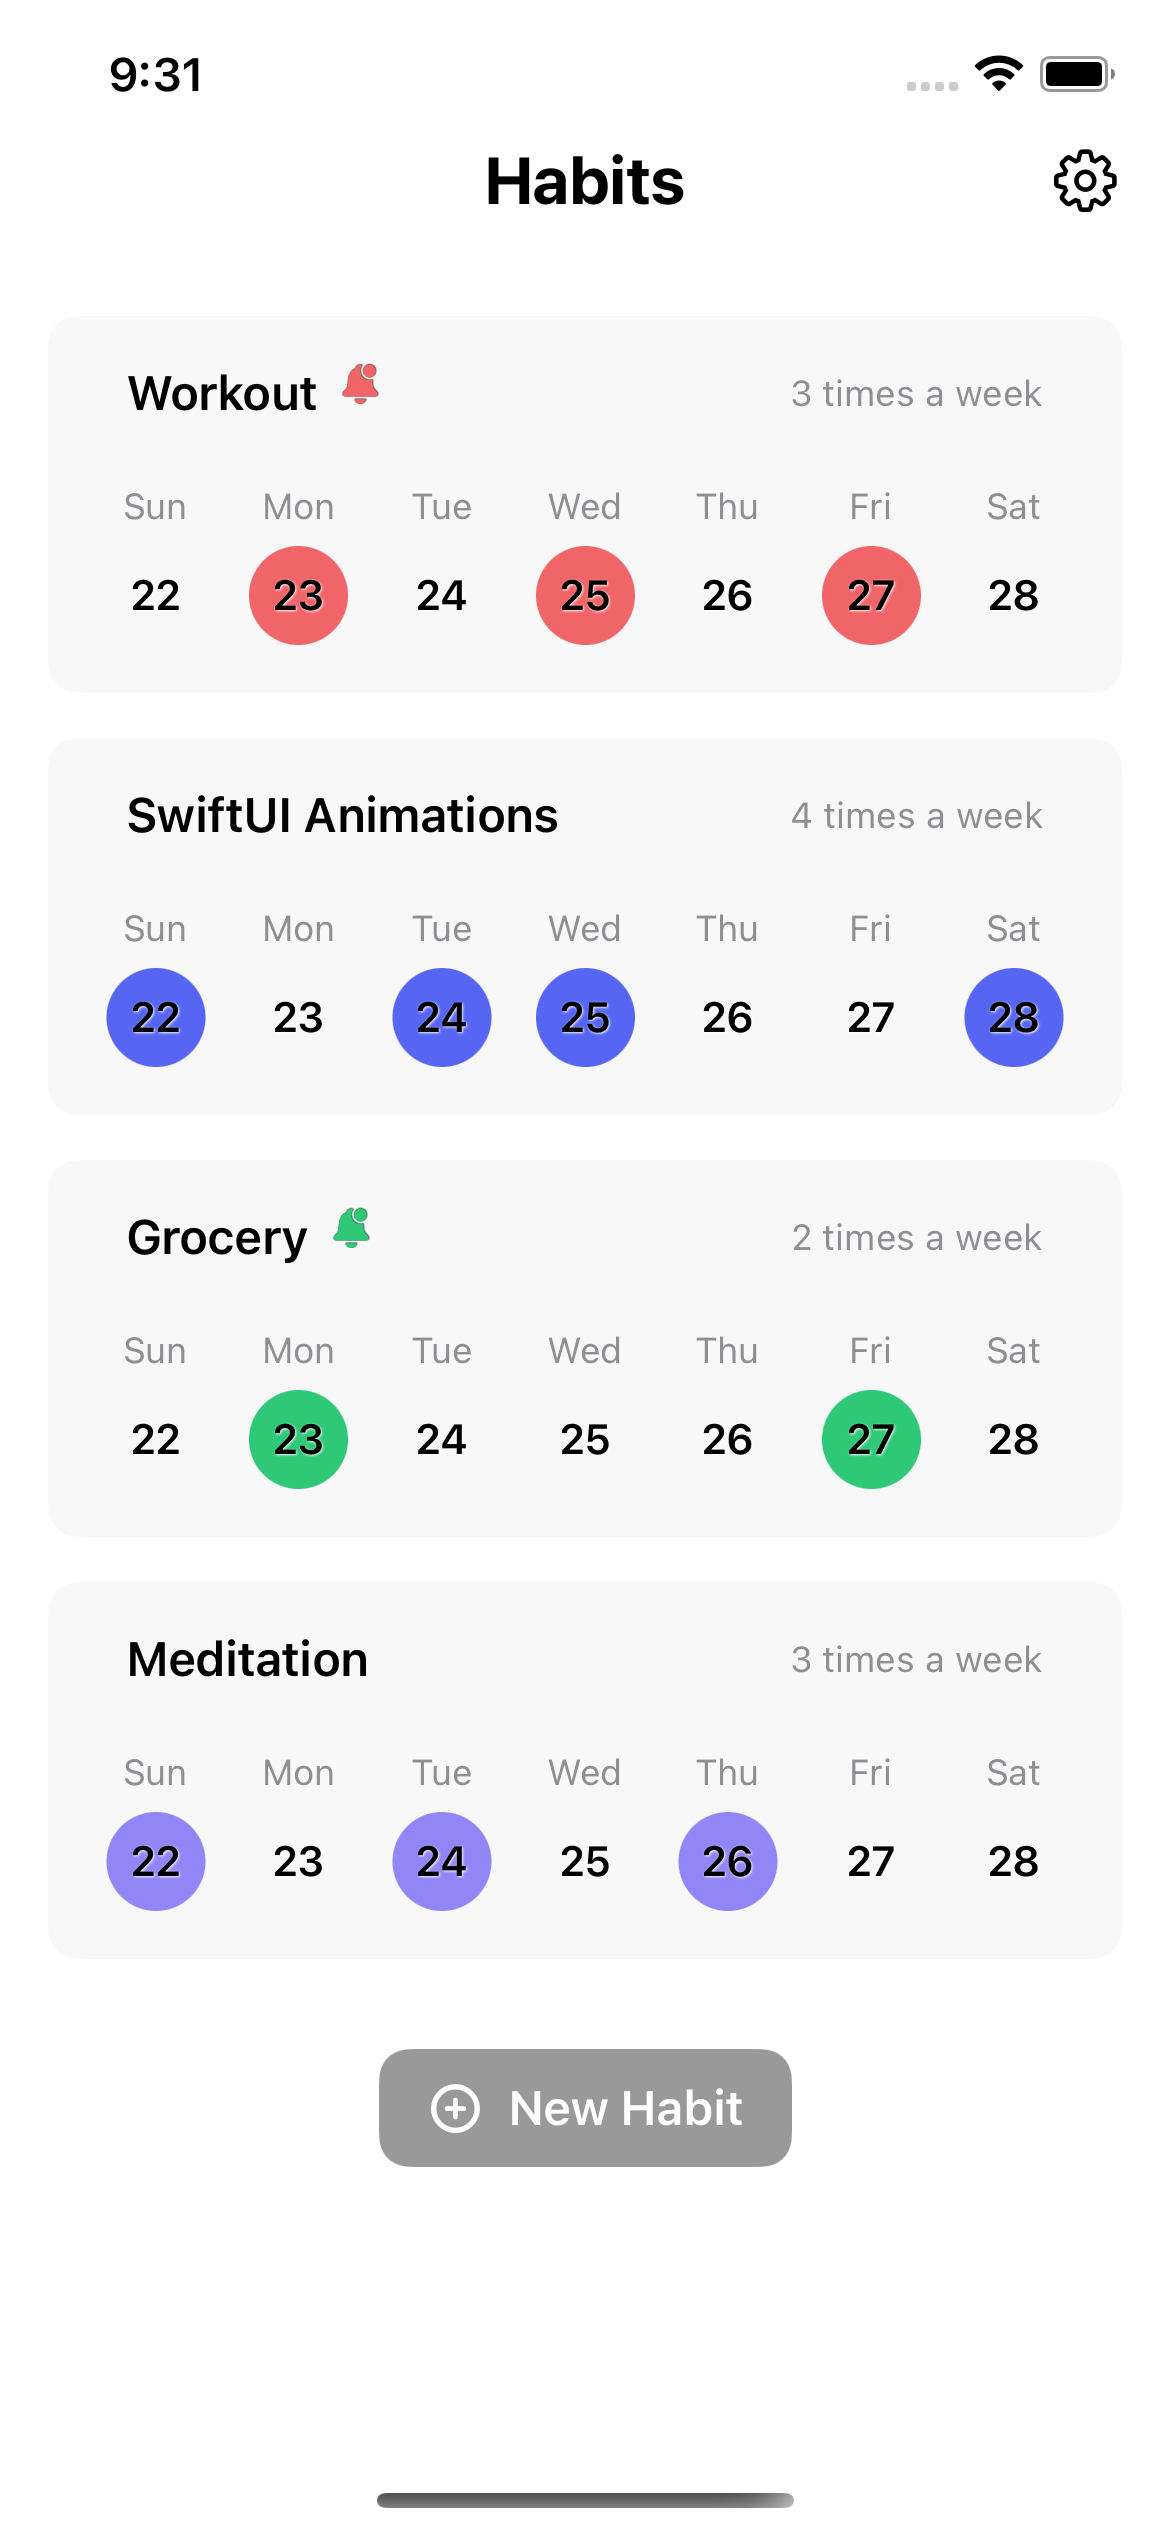 9:31
Habits
Workout 3 times a week
Sun Mon Tue Wed Thu Fri Sat
22 23 24 25 26 27 28
SwiftUI Animations 4 times a week
Sun Mon Tue Wed Thu Fri Sat
22 23 24 25 26 27 28
Grocery 2 times a week
Sun Mon Tue Wed Thu Fri Sat
22 23 24 25 26 27 28
Meditation 3 times a week
Sun Mon Tue Wed Thu Fri Sat
22 23 24 25 26 27 28
New Habit